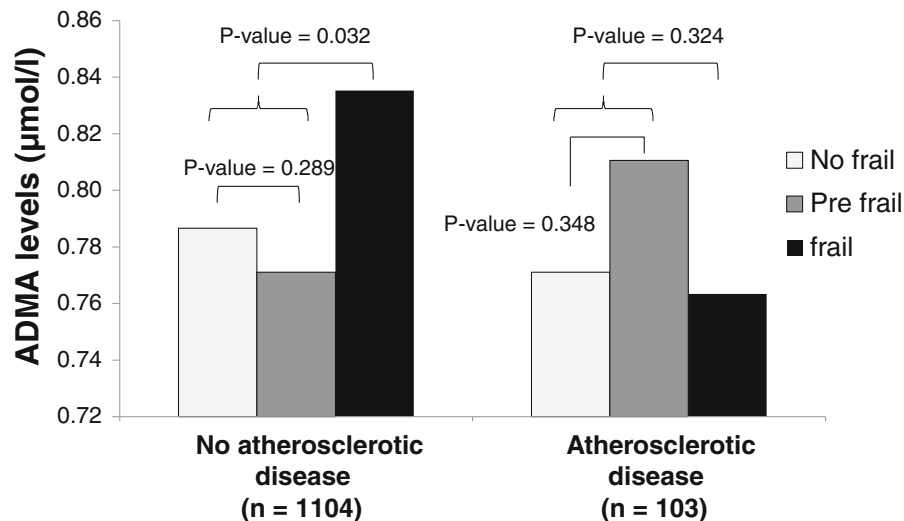 ADMA levels (µmol/l)
0.86
0.84
0.82
0.80
0.78
0.76
0.74
0.72
P-value = 0.032
P-value = 0.289
P-value = 0.324
P-value = 0.348
No atherosclerotic
disease
(n = 1104)
Atherosclerotic
disease
(n = 103)
No frail
Pre frail
frail